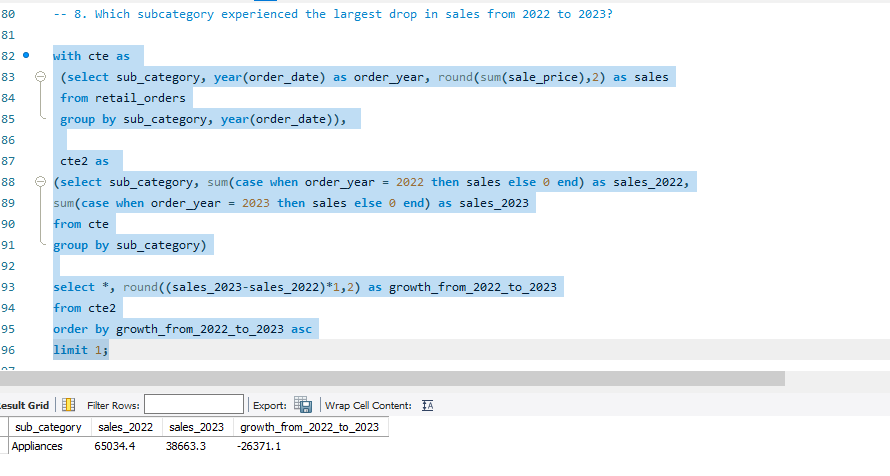 80 -- 8. Which subcategory experienced the largest drop in sales from 2022 to 2023?
81
82 with cte as
83 (select sub_category, year(order_date) as order_year, round(sum(sale_price),2) as sales
84 from retail_orders
85 group by sub_category, year(order_date)),
86
87 cte2 as
88 (select sub_category, sum(case when order_year = 2022 then sales else 0 end) as sales_2022,
89 sum(case when order_year = 2023 then sales else 0 end) as sales_2023
90 from cte
91 group by sub_category)
92
93 select *, round((sales_2023-sales_2022)*1,2) as growth_from_2022_to_2023
94 from cte2
95 order by growth_from_2022_to_2023 asc
96 limit 1;
esult Grid Filter Rows: Export: Wrap Cell Content:
sub_category sales_2022 sales_2023 growth_from_2022_to_2023
Appliances 65034.4 38663.3 -26371.1